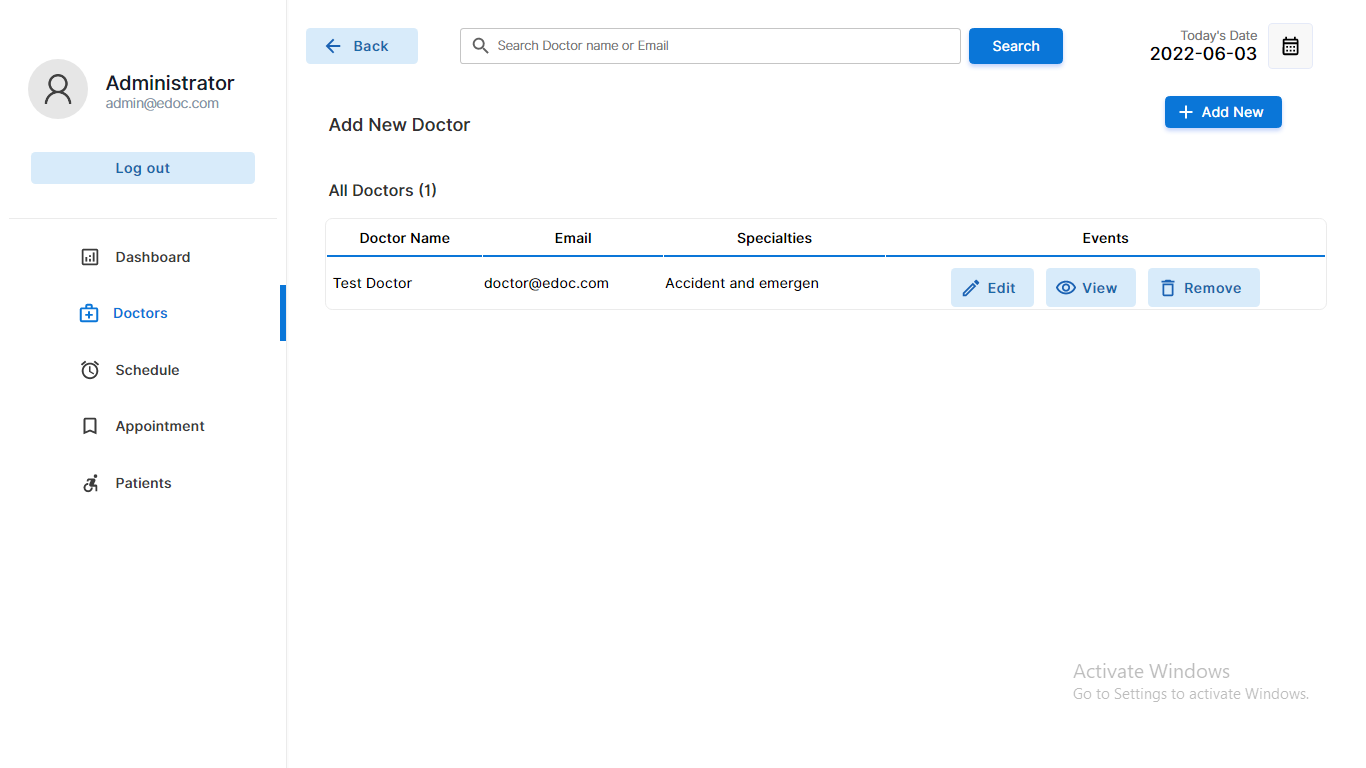 Administrator
admin@edoc.com
Log out
Dashboard
Doctors
Schedule
Appointment
Patients
Back
Search Doctor name or Email
Search
Today's Date
2022-06-03
Add New Doctor
Add New
All Doctors (1)
Doctor Name Email Specialties Events
Test Doctor doctor@edoc.com Accident and emergen Edit View Remove
Activate Windows
Go to Settings to activate Windows.